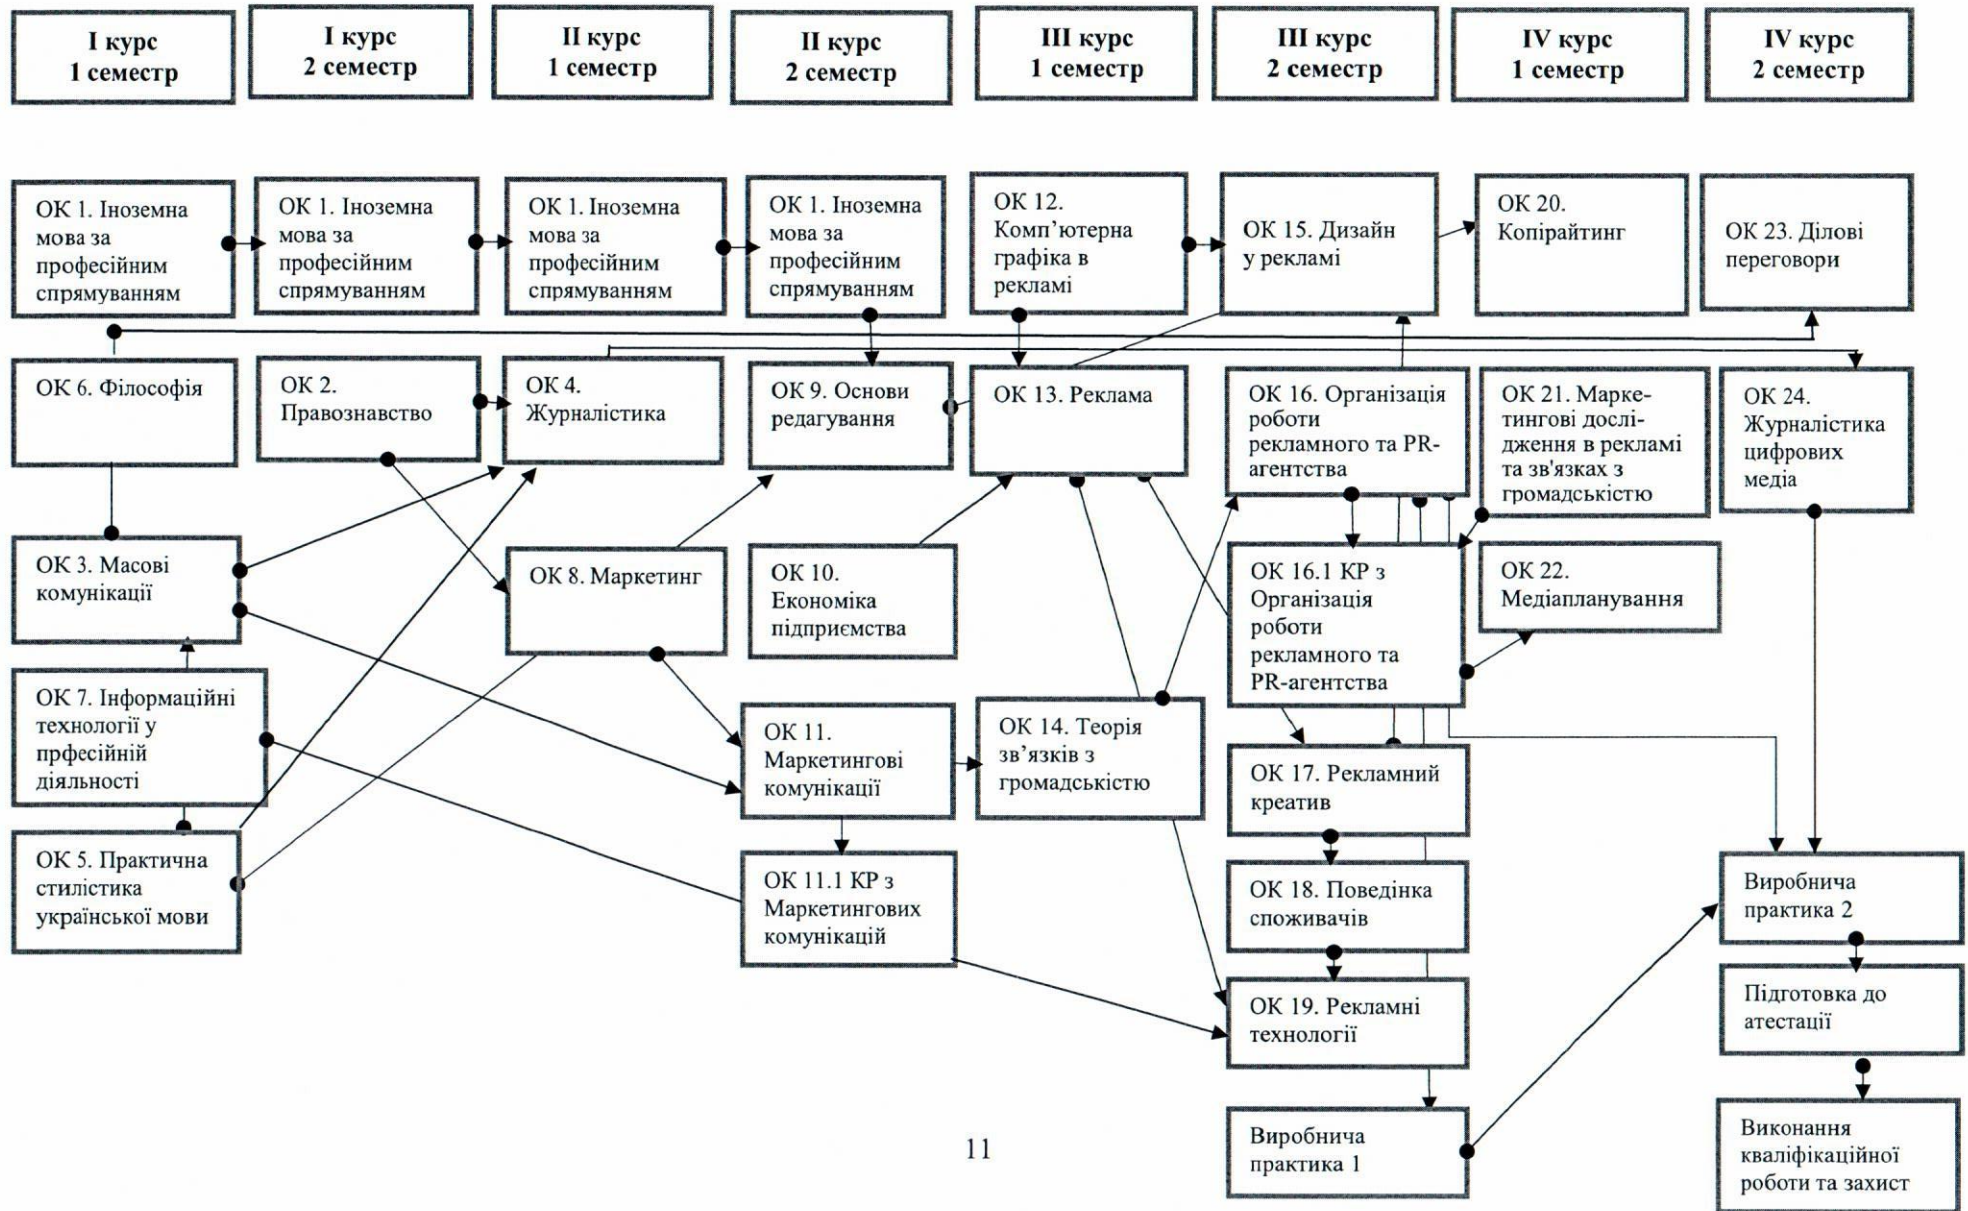 I курс
1 семестр
I курс
2 семестр
II курс
1 семестр
II курс
2 семестр
III курс
1 семестр
III курс
2 семестр
IV курс
1 семестр
IV курс
2 семестр
ОК 1. Іноземна
мова за
професійним
спрямуванням
ОК 1. Іноземна
мова за
професійним
спрямуванням
ОК 1. Іноземна
мова за
професійним
спрямуванням
ОК 1. Іноземна
мова за
професійним
спрямуванням
ОК 12.
Комп’ютерна
графіка в
рекламі
ОК 15. Дизайн
у рекламі
ОК 20.
Копірайтинг
ОК 23. Ділові
переговори
ОК 6. Філософія
ОК 2.
Правознавство
ОК 4.
Журналістика
ОК 9. Основи
редагування
ОК 13. Реклама
ОК 16. Організація
роботи
рекламного та PR-
агентства
ОК 21. Марке-
тингові дослі-
дження в рекламі
та зв'язках з
громадськістю
ОК 24.
Журналістика
цифрових
медіа
ОК 3. Масові
комунікації
ОК 8. Маркетинг
ОК 10.
Економіка
підприємства
ОК 16.1 КР з
Організація
роботи
рекламного та
PR-агентства
ОК 22.
Медіапланування
ОК 7. Інформаційні
технології у
прфесійній
діяльності
ОК 11.
Маркетингові
комунікації
ОК 14. Теорія
зв’язків з
громадськістю
ОК 17. Рекламний
креатив
ОК 5. Практична
стилістика
української мови
ОК 11.1 КР з
Маркетингових
комунікацій
ОК 18. Поведінка
споживачів
Виробнича
практика 2
ОК 19. Рекламні
технології
Підготовка до
атестації
Виробнича
практика 1
Виконання
кваліфікаційної
роботи та захист
11